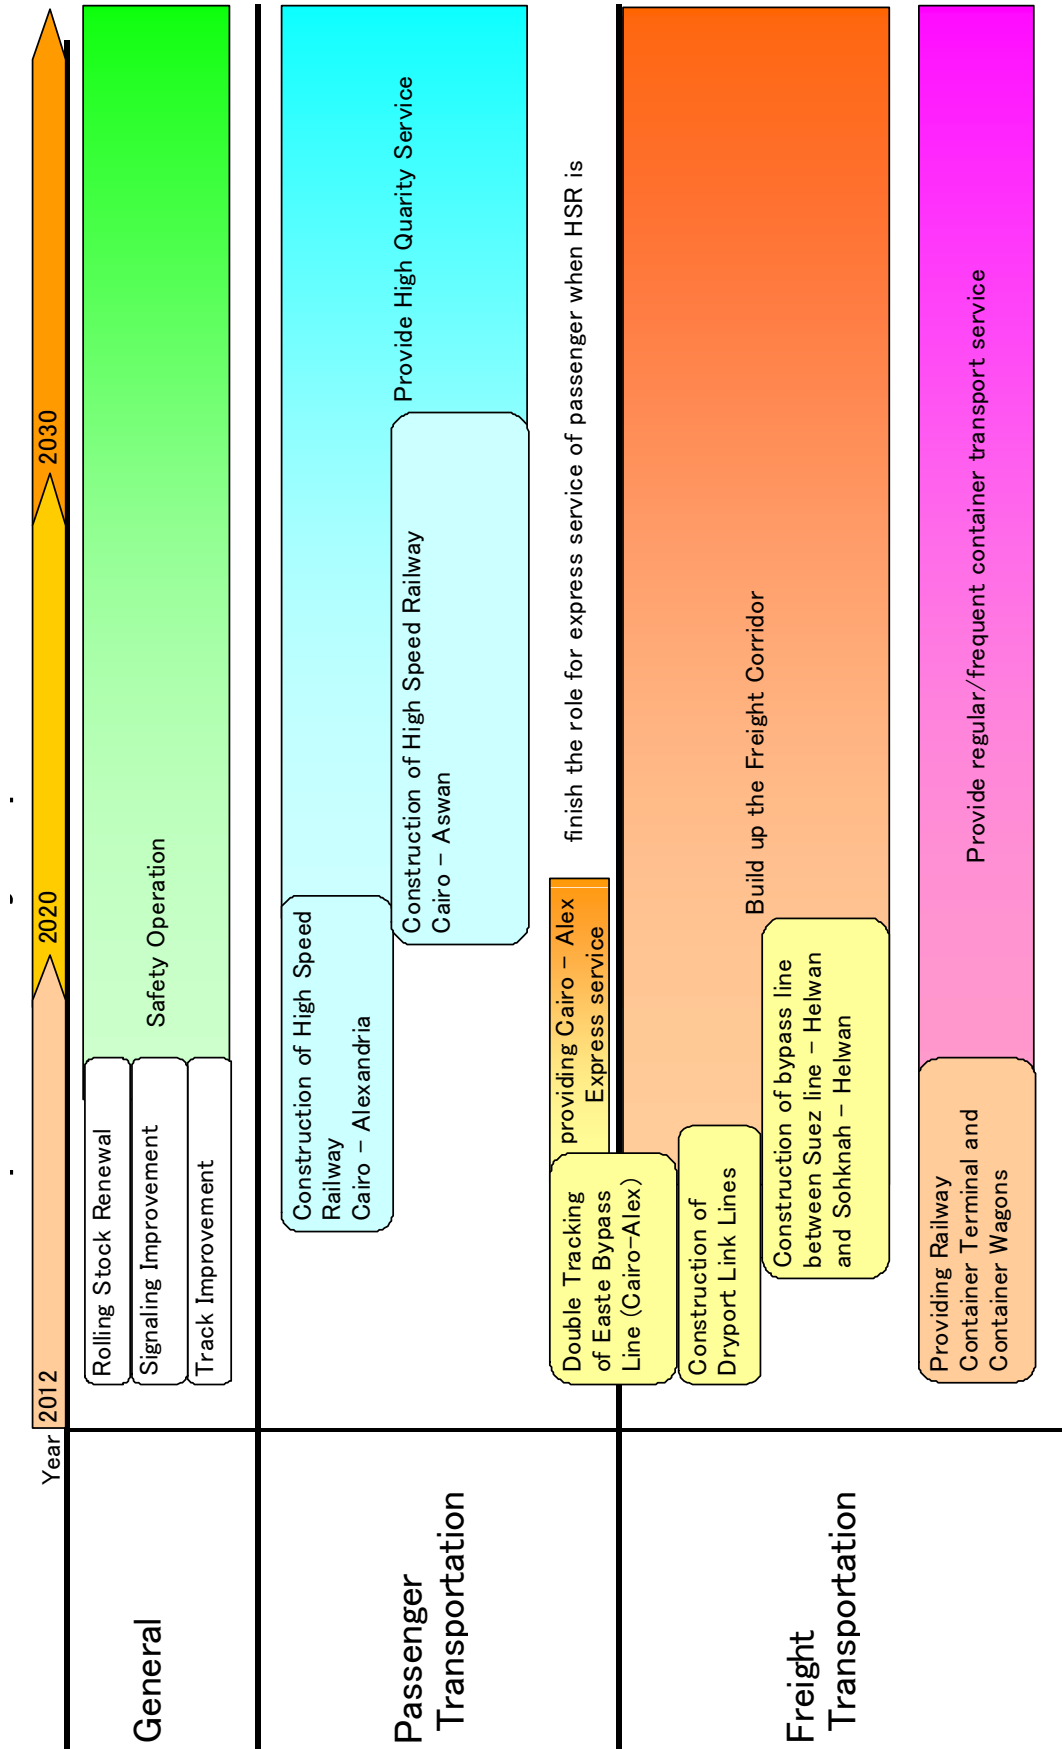 Year
2012
2020
2030
General
Rolling Stock Renewal
Signaling Improvement
Track Improvement
Safety Operation
Passenger
Transportation
Construction of High Speed
Railway
Cairo - Alexandria
Construction of High Speed Railway
Cairo - Aswan
Provide High Quarity Service
Double Tracking
of Easte Bypass
Line (Cairo-Alex)
providing Cairo - Alex
Express service
finish the role for express service of passenger when HSR is
Freight
Transportation
Construction of
Dryport Link Lines
Construction of bypass line
between Suez line - Helwan
and Sohknah - Helwan
Build up the Freight Corridor
Providing Railway
Container Terminal and
Container Wagons
Provide regular/frequent container transport service